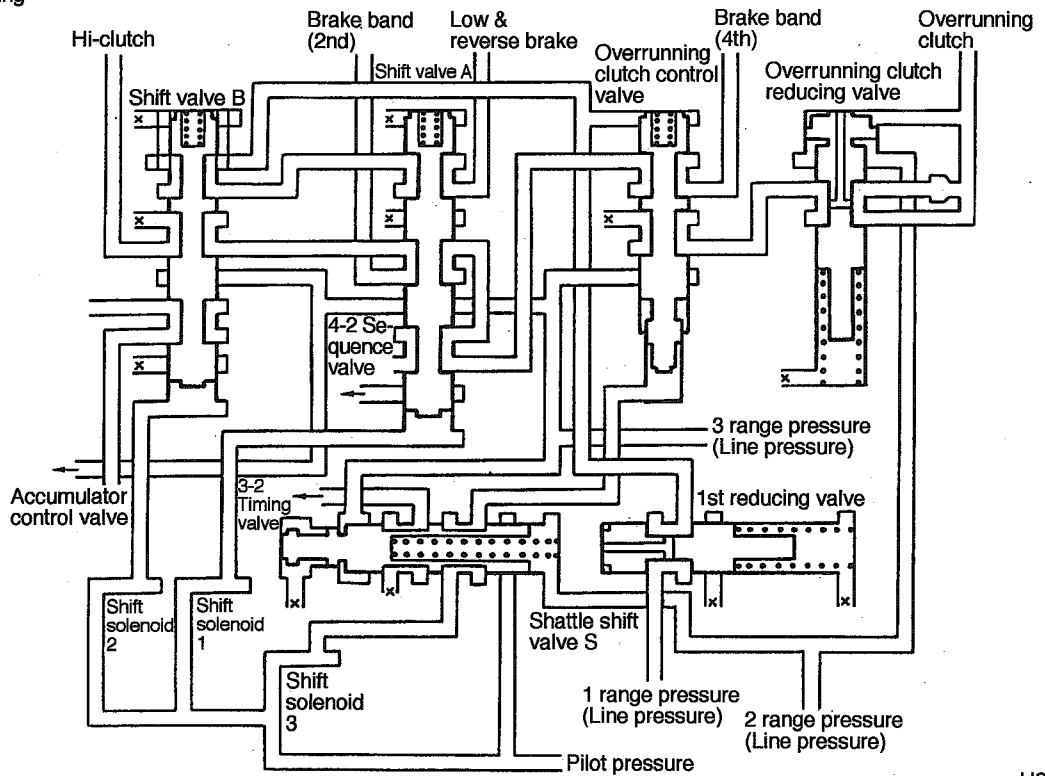 Hi-clutch
Brake band
(2nd)
Low &
reverse brake
Brake band
(4th)
Overrunning
clutch
Shift valve A
Overrunning
clutch control
valve
Overrunning clutch
reducing valve
Shift valve B
x
x
x
x
x
x
4-2 Se-
quence
valve
x
x
3 range pressure
(Line pressure)
Accumulator
control valve
3-2
Timing
valve
1st reducing valve
x
x
x
x
Shift
solenoid
2
Shift
solenoid
1
Shattle shift
valve S
Shift
solenoid
3
1 range pressure
(Line pressure)
2 range pressure
(Line pressure)
Pilot pressure